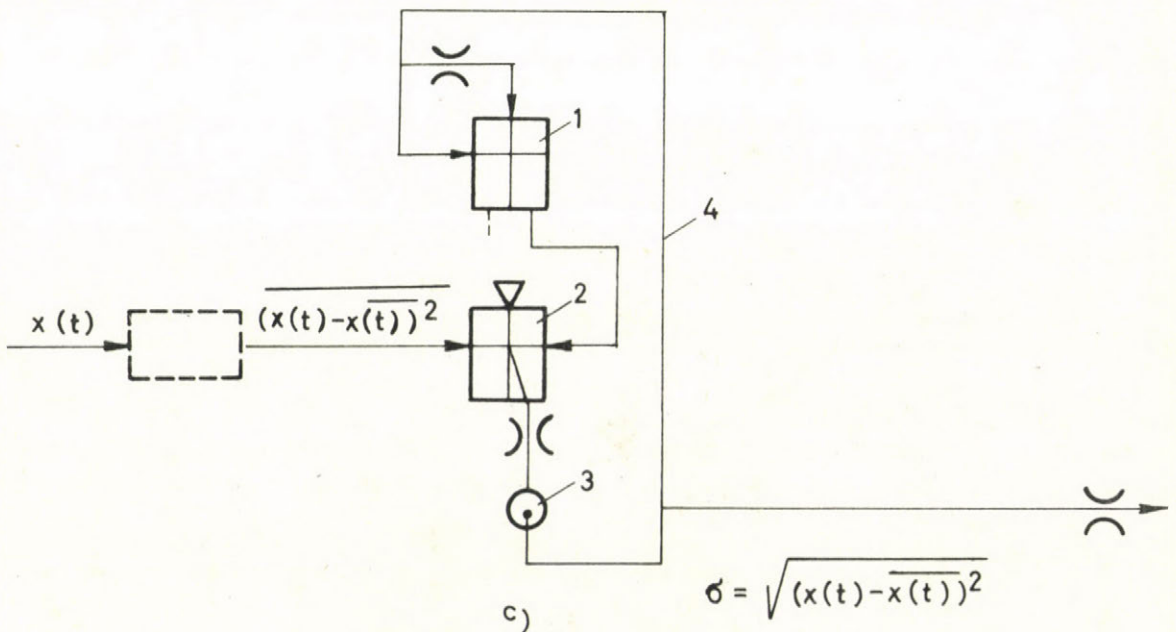 1
4
2
x (t)
(x(t)-x(t))²
3
σ = √(x(t)-x(t))²
c)